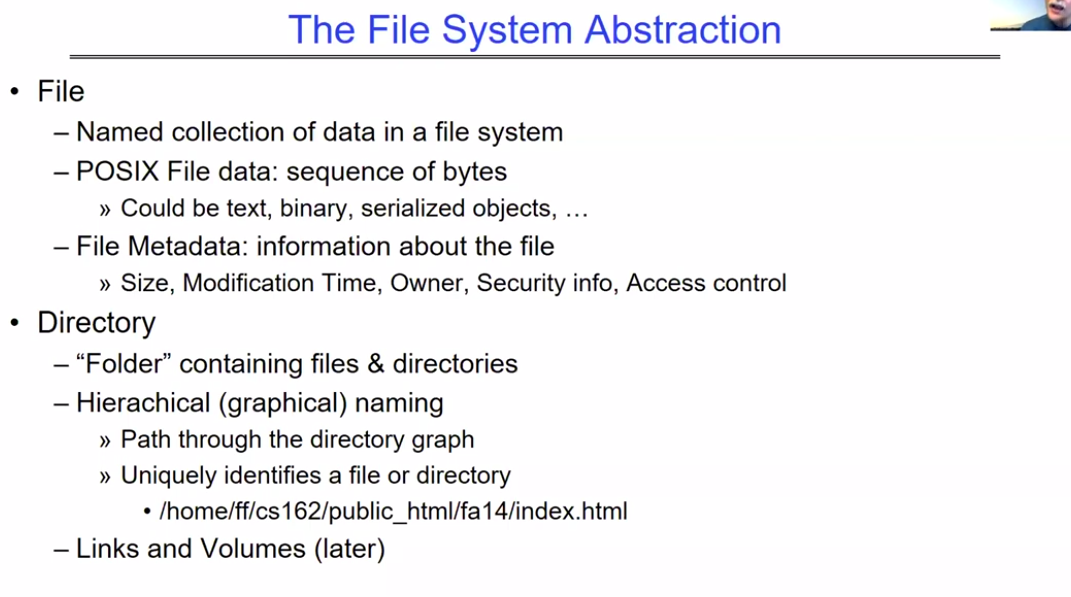 The File System Abstraction
• File
– Named collection of data in a file system
– POSIX File data: sequence of bytes
» Could be text, binary, serialized objects, …
– File Metadata: information about the file
» Size, Modification Time, Owner, Security info, Access control
• Directory
– “Folder” containing files & directories
– Hierachical (graphical) naming
» Path through the directory graph
» Uniquely identifies a file or directory
• /home/ff/cs162/public_html/fa14/index.html
– Links and Volumes (later)